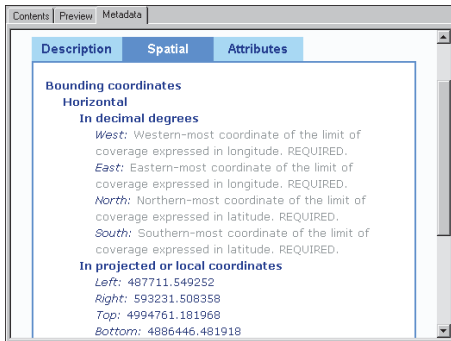 Contents Preview Metadata
Description Spatial Attributes
Bounding coordinates
Horizontal
In decimal degrees
West: Western-most coordinate of the limit of
coverage expressed in longitude. REQUIRED.
East: Eastern-most coordinate of the limit of
coverage expressed in longitude. REQUIRED.
North: Northern-most coordinate of the limit of
coverage expressed in latitude. REQUIRED.
South: Southern-most coordinate of the limit of
coverage expressed in latitude. REQUIRED.
In projected or local coordinates
Left: 487711.549252
Right: 593231.508358
Top: 4994761.181968
Bottom: 4886446.481918